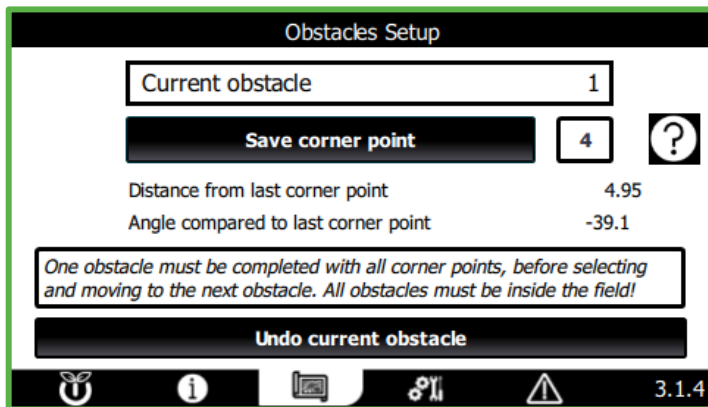 Obstacles Setup
Current obstacle 1
Save corner point 4 ?
Distance from last corner point 4.95
Angle compared to last corner point -39.1
One obstacle must be completed with all corner points, before selecting
and moving to the next obstacle. All obstacles must be inside the field!
Undo current obstacle
3.1.4